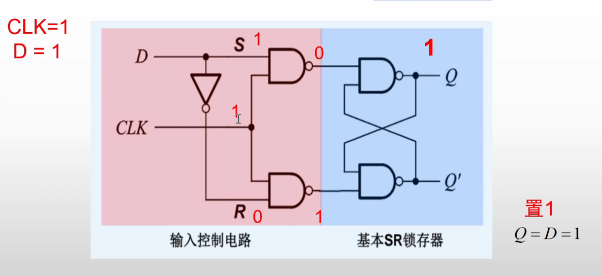 CLK=1
D = 1
S 1
0
1
D
Q
1
CLK
Q'
R 0
1
置1
输入控制电路
基本SR锁存器
Q = D = 1